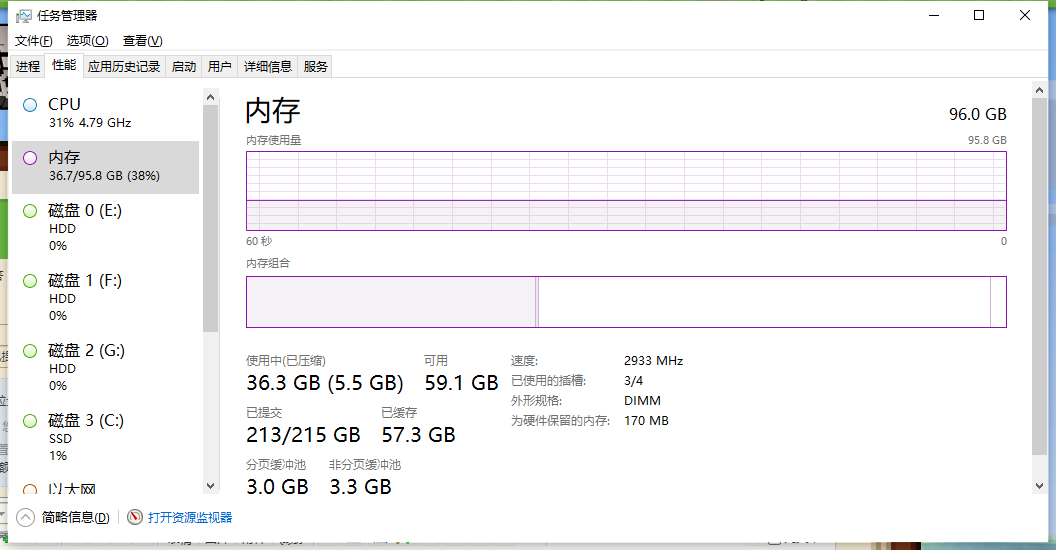 任务管理器
文件(F) 选项(O) 查看(V)
进程 性能 应用历史记录 启动 用户 详细信息 服务
CPU
31% 4.79 GHz
内存
36.7/95.8 GB (38%)
磁盘 0 (E:)
HDD
0%
磁盘 1 (F:)
HDD
0%
磁盘 2 (G:)
HDD
0%
磁盘 3 (C:)
SSD
1%
以太网
内存 96.0 GB
内存使用量 95.8 GB
60 秒 0
内存组合
使用中(已压缩) 可用
36.3 GB (5.5 GB) 59.1 GB
已提交 已缓存
213/215 GB 57.3 GB
分页缓冲池 非分页缓冲池
3.0 GB 3.3 GB
速度: 2933 MHz
已使用的插槽: 3/4
外形规格: DIMM
为硬件保留的内存: 170 MB
简略信息(D) 打开资源监视器